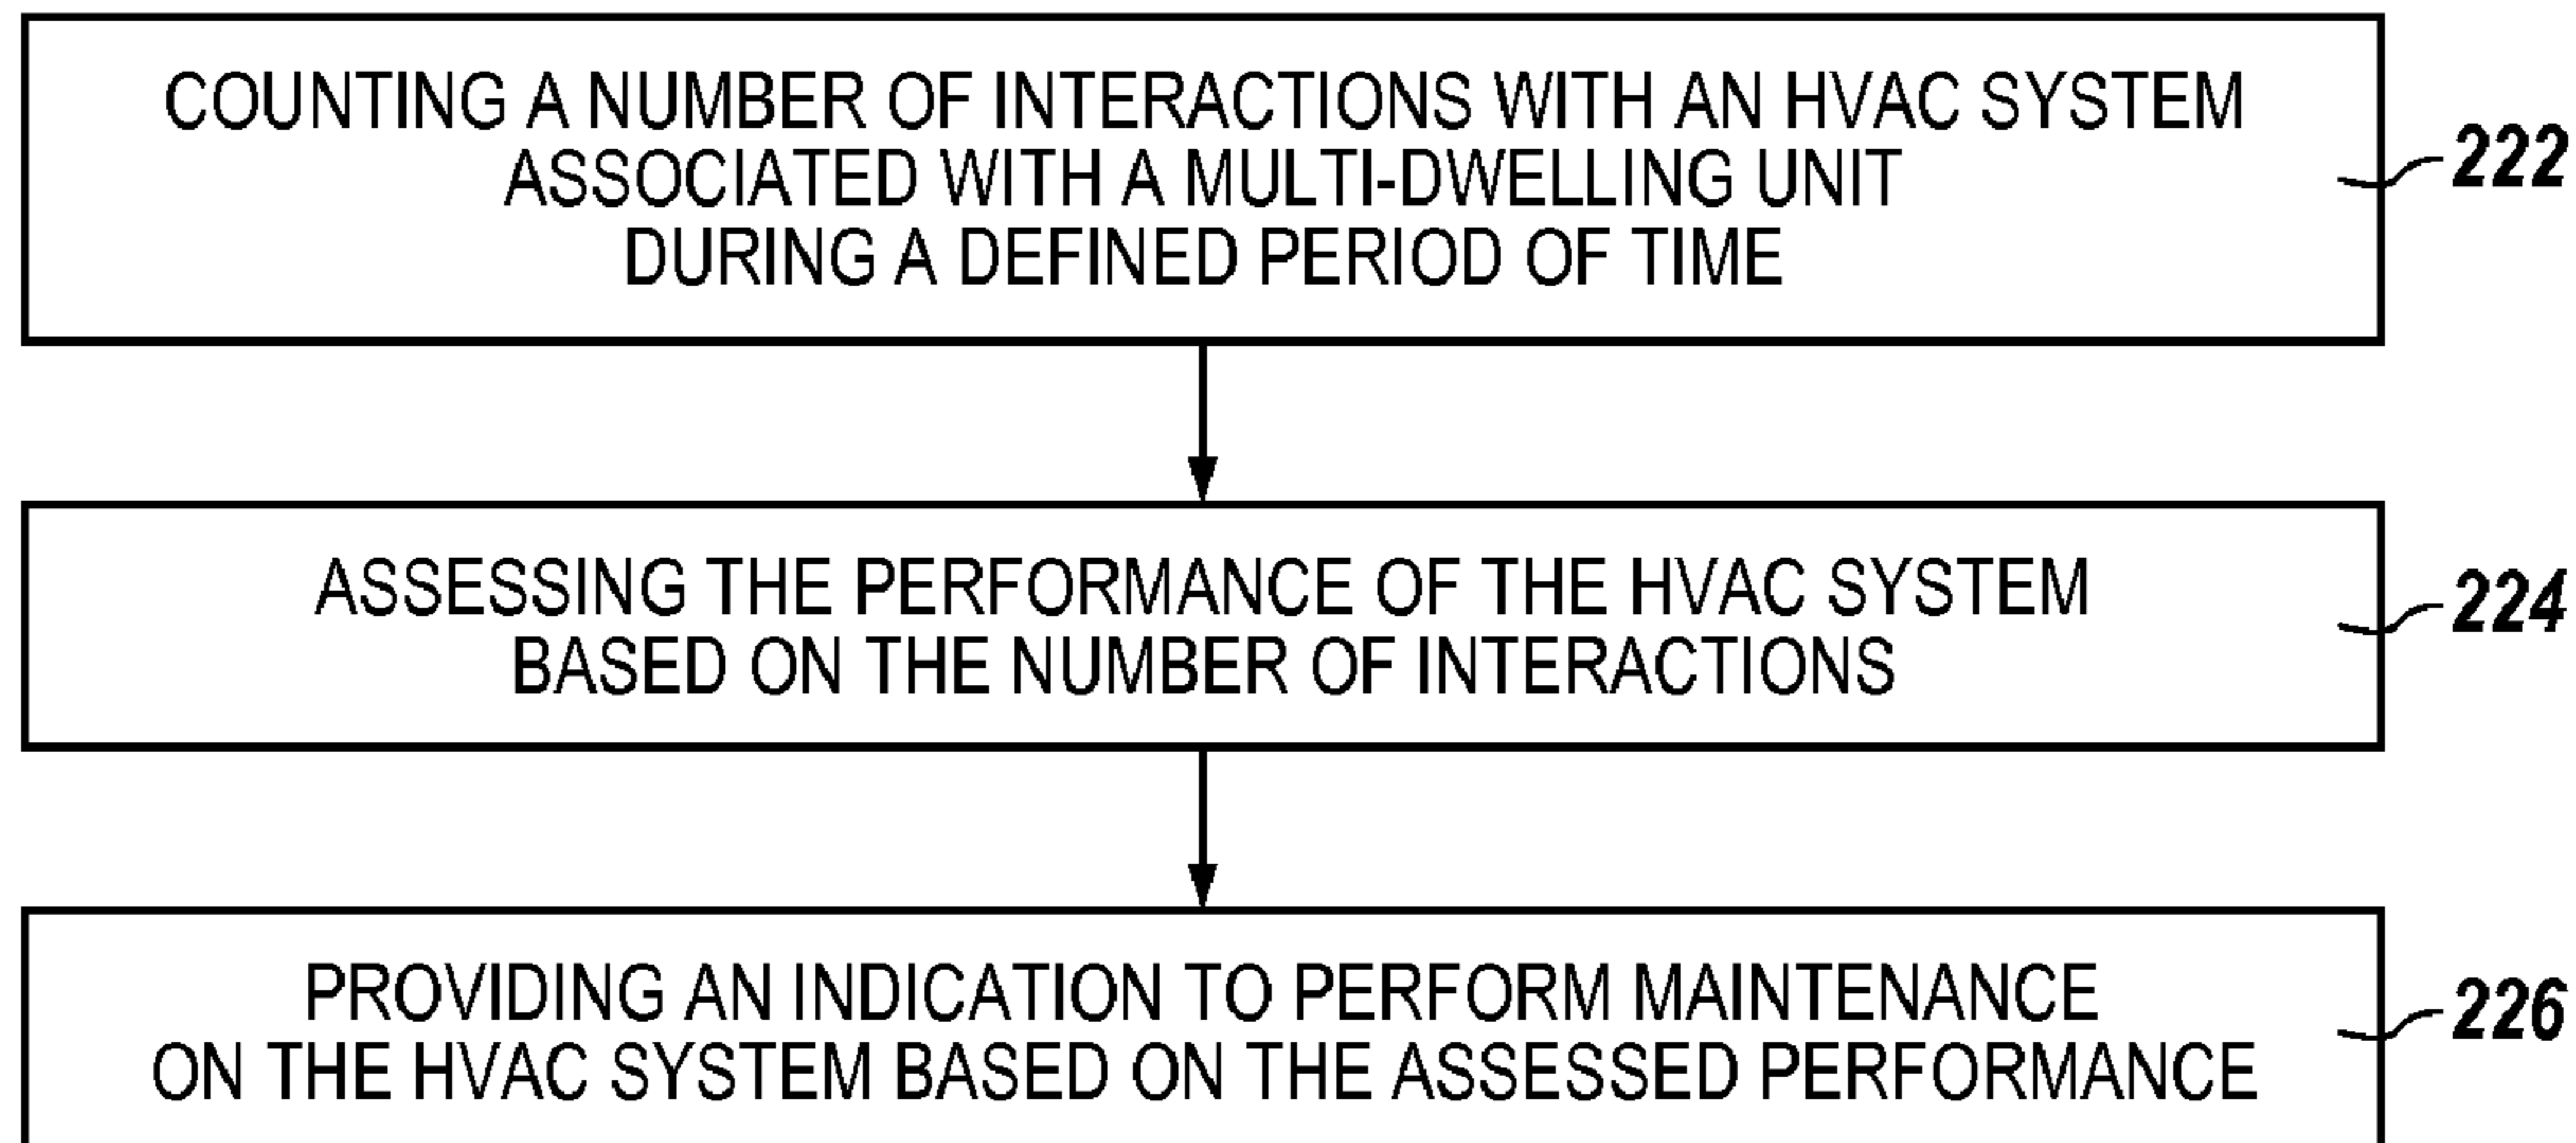 COUNTING A NUMBER OF INTERACTIONS WITH AN HVAC SYSTEM
ASSOCIATED WITH A MULTI-DWELLING UNIT
DURING A DEFINED PERIOD OF TIME
222
ASSESSING THE PERFORMANCE OF THE HVAC SYSTEM
BASED ON THE NUMBER OF INTERACTIONS
224
PROVIDING AN INDICATION TO PERFORM MAINTENANCE
ON THE HVAC SYSTEM BASED ON THE ASSESSED PERFORMANCE
226